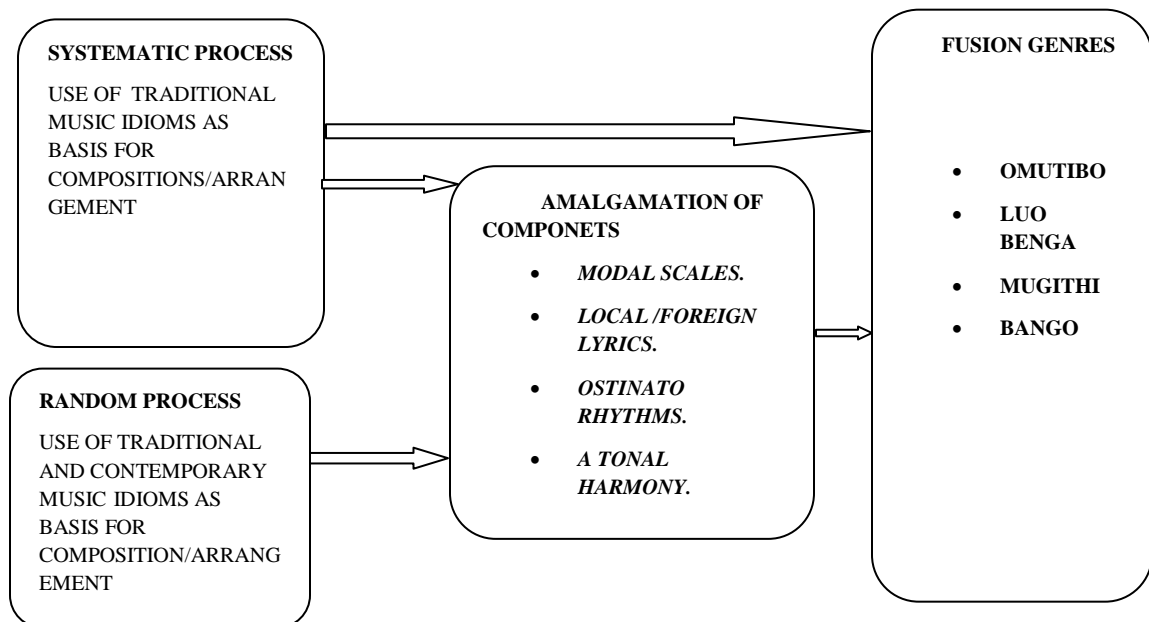 SYSTEMATIC PROCESS
USE OF TRADITIONAL
MUSIC IDIOMS AS
BASIS FOR
COMPOSITIONS/ARRAN
GEMENT
RANDOM PROCESS
USE OF TRADITIONAL
AND CONTEMPORARY
MUSIC IDIOMS AS
BASIS FOR
COMPOSITION/ARRANG
EMENT
AMALGAMATION OF
COMPONETS
• MODAL SCALES.
• LOCAL /FOREIGN
LYRICS.
• OSTINATO
RHYTHMS.
• A TONAL
HARMONY.
FUSION GENRES
• OMUTIBO
• LUO
BENGA
• MUGITHI
• BANGO